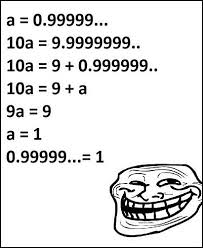 a = 0.99999...
10a = 9.9999999..
10a = 9 + 0.999999..
10a = 9 + a
9a = 9
a = 1
0.99999...= 1